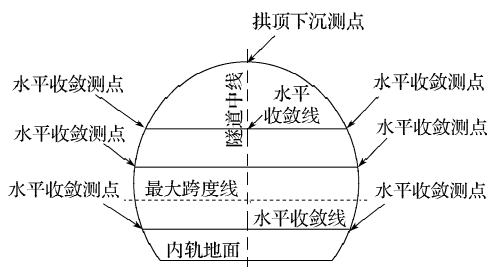 拱顶下沉测点
水平收敛测点
水平收敛测点
隧道中线
水平
收敛线
水平收敛测点
水平收敛测点
水平收敛测点
最大跨度线
水平收敛测点
水平收敛线
内轨地面